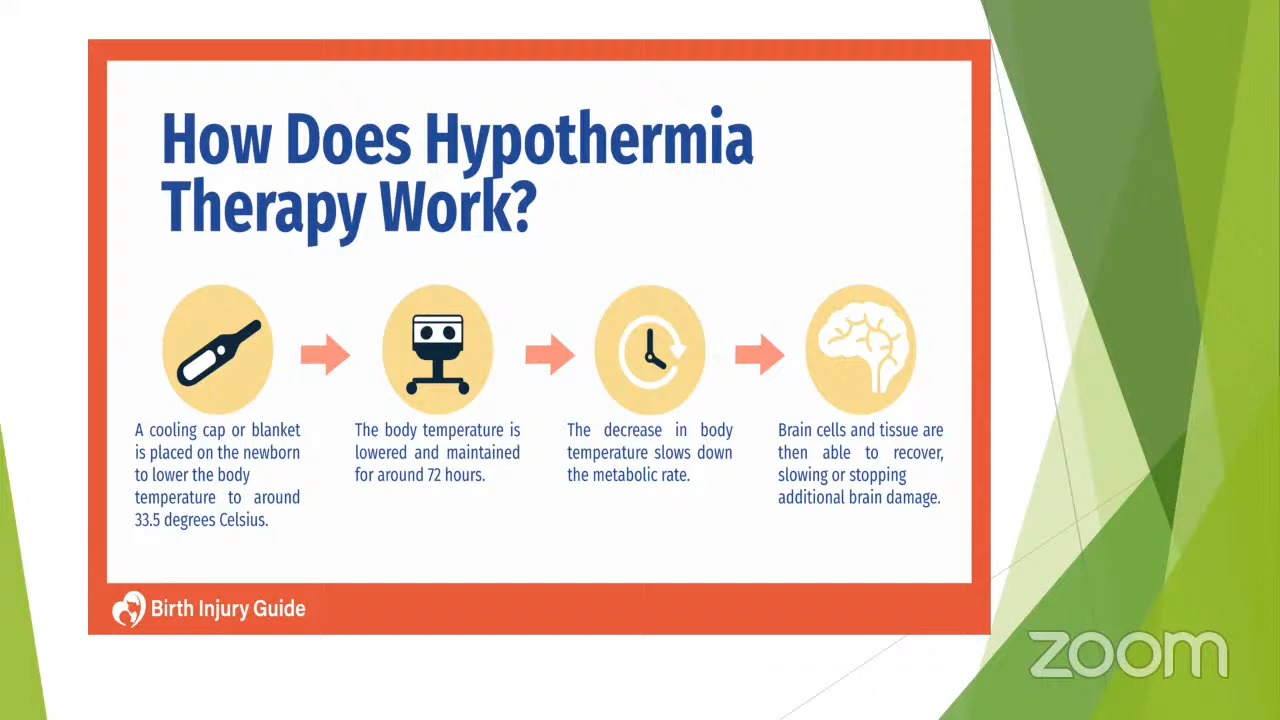 How Does Hypothermia
Therapy Work?
A cooling cap or blanket
is placed on the newborn
to lower the body
temperature to around
33.5 degrees Celsius.
The body temperature is
lowered and maintained
for around 72 hours.
The decrease in body
temperature slows down
the metabolic rate.
Brain cells and tissue are
then able to recover,
slowing or stopping
additional brain damage.
Birth Injury Guide
zoom